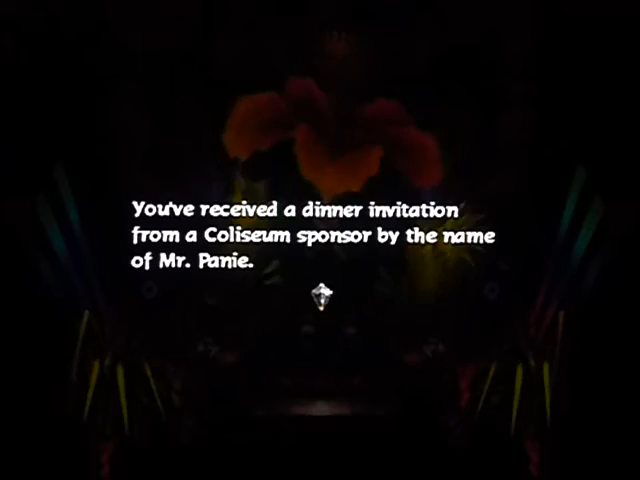 You've received a dinner invitation
from a Coliseum sponsor by the name
of Mr. Panie.